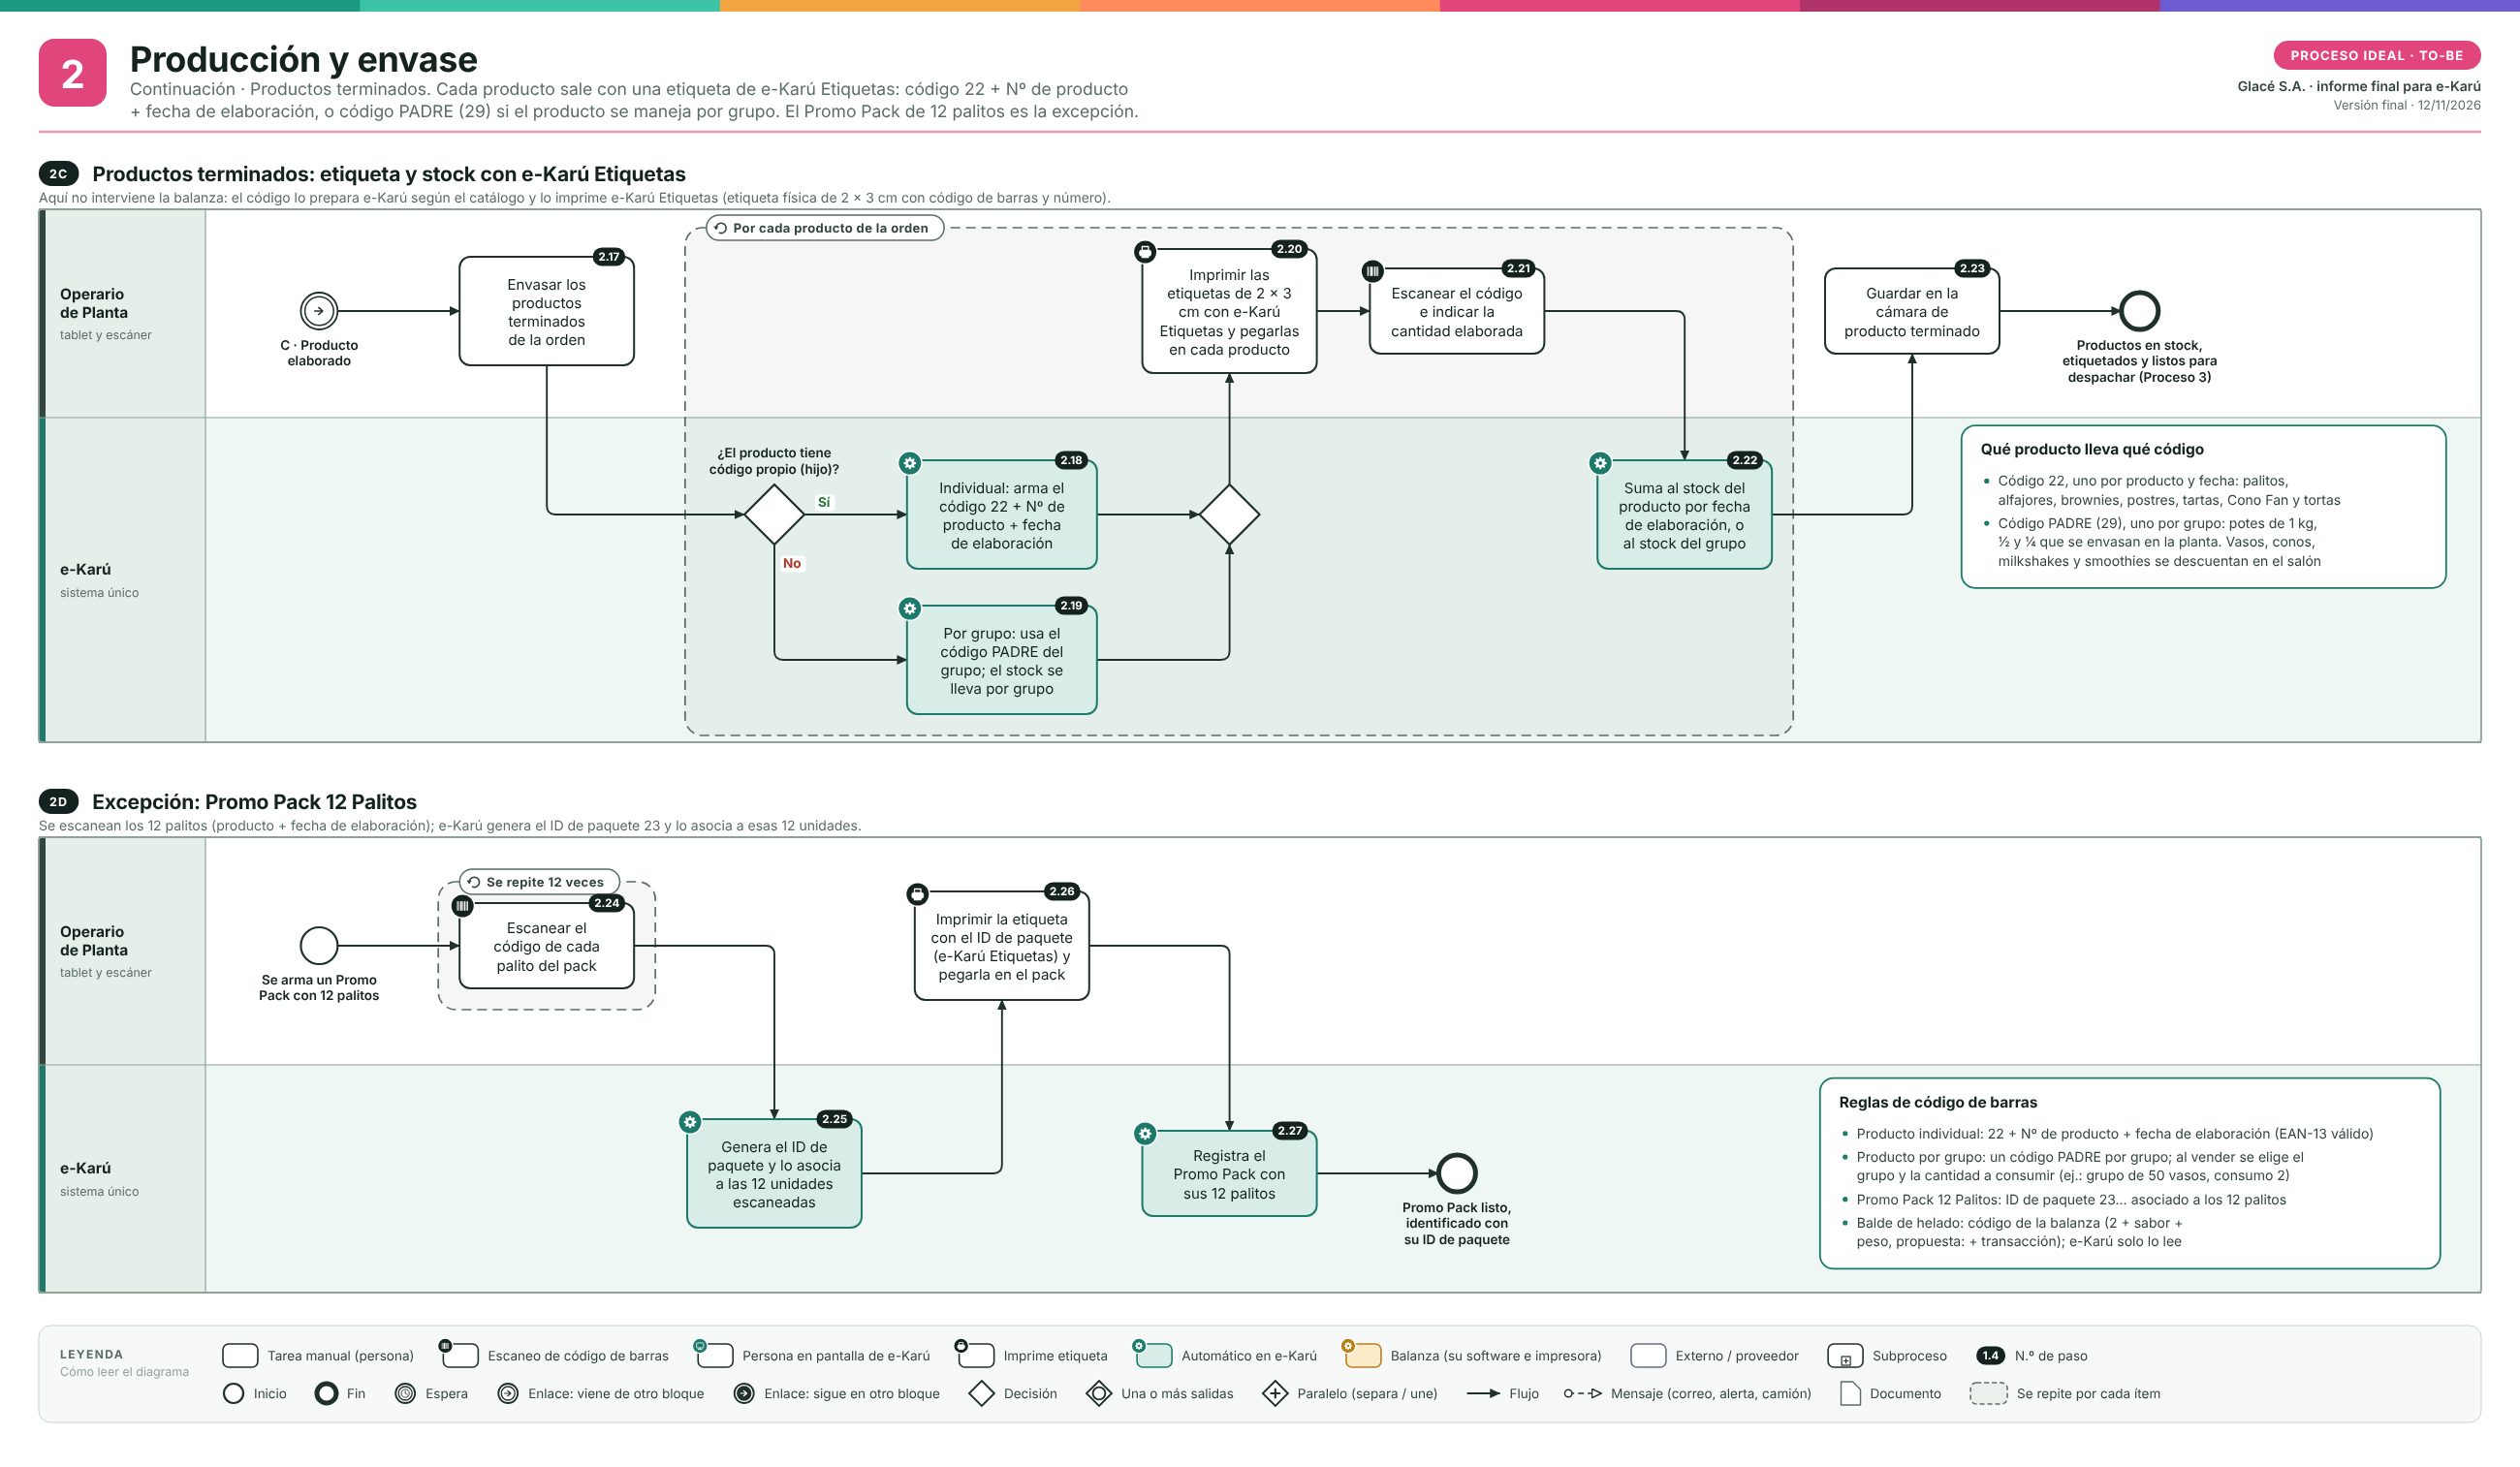 2
Producción y envase
Continuación · Productos terminados. Cada producto sale con una etiqueta de e-Karú Etiquetas: código 22 + Nº de producto
+ fecha de elaboración, o código PADRE (29) si el producto se maneja por grupo. El Promo Pack de 12 palitos es la excepción.
PROCESO IDEAL · TO-BE
Glacé S.A. · informe final para e-Karú
Versión final · 12/11/2026
2C
Productos terminados: etiqueta y stock con e-Karú Etiquetas
Aquí no interviene la balanza: el código lo prepara e-Karú según el catálogo y lo imprime e-Karú Etiquetas (etiqueta física de 2 × 3 cm con código de barras y número).
Operario
de Planta
tablet y escáner
C · Producto
elaborado
2.17
Envasar los
productos
terminados
de la orden
Por cada producto de la orden
2.20
Imprimir las
etiquetas de 2 × 3
cm con e-Karú
Etiquetas y pegarlas
en cada producto
2.21
Escanear el código
e indicar la
cantidad elaborada
2.23
Guardar en la
cámara de
producto terminado
Productos en stock,
etiquetados y listos para
despachar (Proceso 3)
e-Karú
sistema único
¿El producto tiene
código propio (hijo)?
Sí
No
2.18
Individual: arma el
código 22 + Nº de
producto + fecha
de elaboración
2.19
Por grupo: usa el
código PADRE del
grupo; el stock se
lleva por grupo
2.22
Suma al stock del
producto por fecha
de elaboración, o
al stock del grupo
Qué producto lleva qué código
• Código 22, uno por producto y fecha: palitos,
alfajores, brownies, postres, tartas, Cono Fan y tortas
• Código PADRE (29), uno por grupo: potes de 1 kg,
½ y ¼ que se envasan en la planta. Vasos, conos,
milkshakes y smoothies se descuentan en el salón
2D
Excepción: Promo Pack 12 Palitos
Se escanean los 12 palitos (producto + fecha de elaboración); e-Karú genera el ID de paquete 23 y lo asocia a esas 12 unidades.
Operario
de Planta
tablet y escáner
Se arma un Promo
Pack con 12 palitos
Se repite 12 veces
2.24
Escanear el
código de cada
palito del pack
2.26
Imprimir la etiqueta
con el ID de paquete
(e-Karú Etiquetas) y
pegarla en el pack
e-Karú
sistema único
2.25
Genera el ID de
paquete y lo asocia
a las 12 unidades
escaneadas
2.27
Registra el
Promo Pack con
sus 12 palitos
Promo Pack listo,
identificado con
su ID de paquete
Reglas de código de barras
• Producto individual: 22 + Nº de producto + fecha de elaboración (EAN-13 válido)
• Producto por grupo: un código PADRE por grupo; al vender se elige el
grupo y la cantidad a consumir (ej.: grupo de 50 vasos, consumo 2)
• Promo Pack 12 Palitos: ID de paquete 23... asociado a los 12 palitos
• Balde de helado: código de la balanza (2 + sabor +
peso, propuesta: + transacción); e-Karú solo lo lee
LEYENDA
Cómo leer el diagrama
Tarea manual (persona)
Escaneo de código de barras
Persona en pantalla de e-Karú
Imprime etiqueta
Automático en e-Karú
Balanza (su software e impresora)
Externo / proveedor
Subproceso
1.4
N.º de paso
Inicio
Fin
Espera
Enlace: viene de otro bloque
Enlace: sigue en otro bloque
Decisión
Una o más salidas
Paralelo (separa / une)
Flujo
Mensaje (correo, alerta, camión)
Documento
Se repite por cada ítem